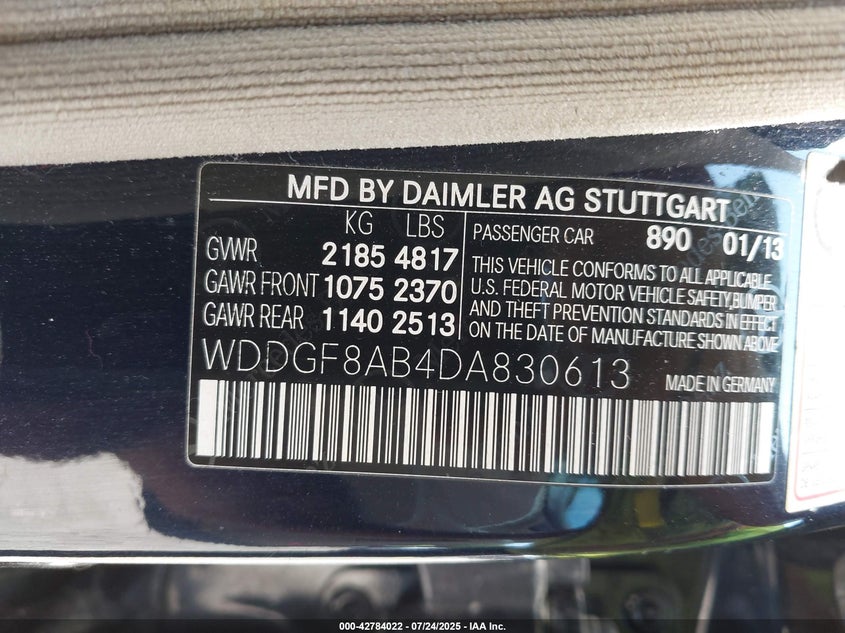 MFD BY DAIMLER AG STUTTGART
KG LBS
GVWR 2185 4817
GAWR FRONT 1075 2370
GAWR REAR 1140 2513
PASSENGER CAR 890 01/13
THIS VEHICLE CONFORMS TO ALL APPLICABLE
U.S. FEDERAL MOTOR VEHICLE SAFETY, BUMPER
AND THEFT PREVENTION STANDARDS IN EFFECT
ON THE DATE OF MANUFACTURE SHOWN ABOVE
WDDGF8AB4DA830613
MADE IN GERMANY
000-42784022 - 07/24/2025 - IAA Inc.